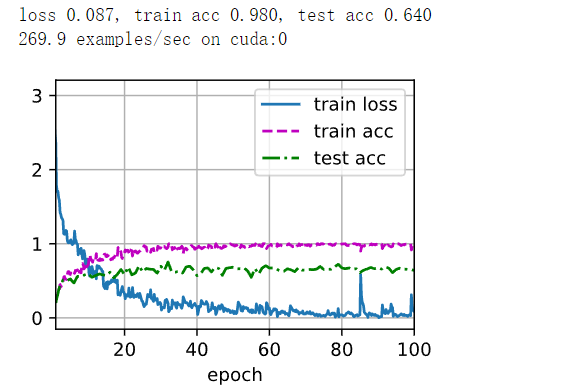 loss 0.087, train acc 0.980, test acc 0.640
269.9 examples/sec on cuda:0
3
train loss
train acc
test acc
2
1
0
20
40
60
80
100
epoch